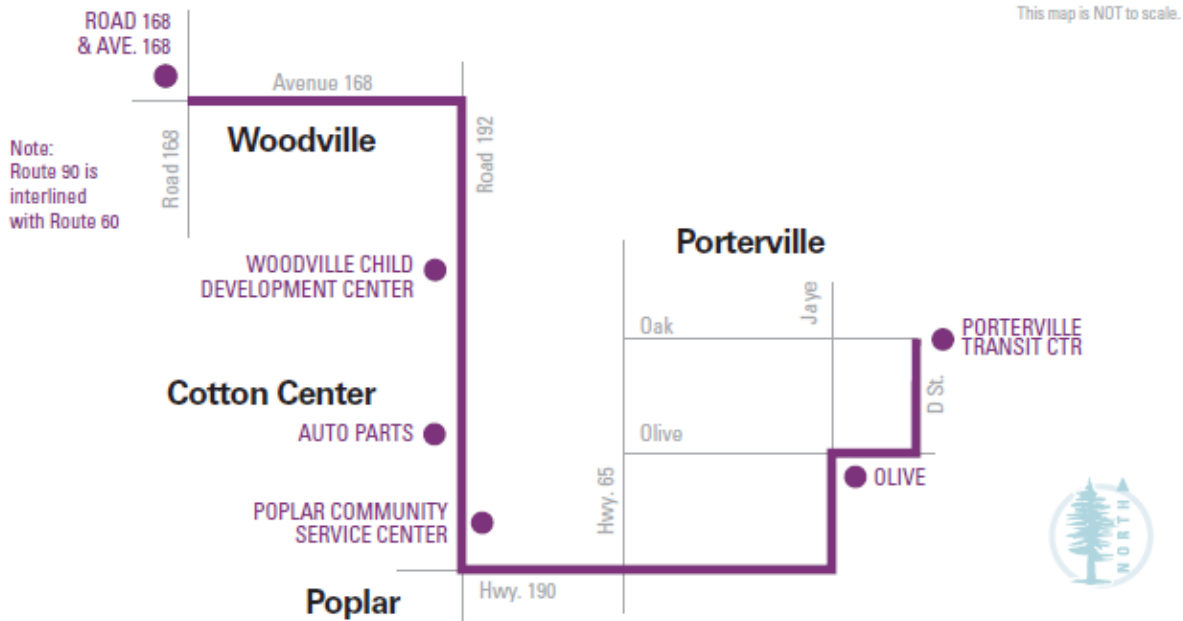 This map is NOT to scale.
ROAD 168
& AVE. 168
Avenue 168
Woodville
Road 168
Road 192
Note:
Route 90 is
interlined
with Route 60
WOODVILLE CHILD
DEVELOPMENT CENTER
Porterville
Jaye
Oak
PORTERVILLE
TRANSIT CTR
D St.
Cotton Center
AUTO PARTS
Olive
OLIVE
Hwy. 65
POPLAR COMMUNITY
SERVICE CENTER
Hwy. 190
Poplar
NORTH